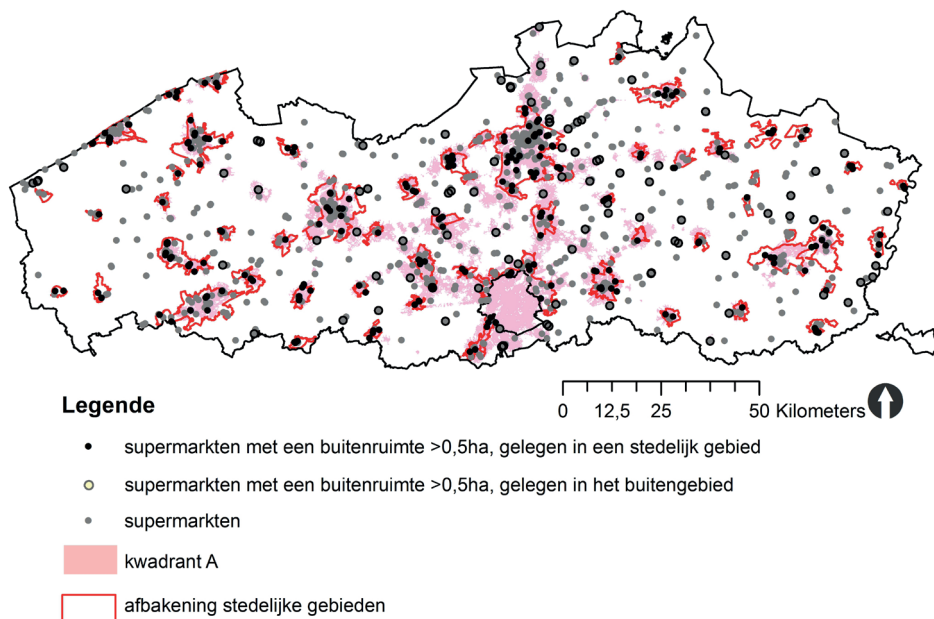 0 12,5 25 50 Kilometers
Legende
supermarkten met een buitenruimte >0,5ha, gelegen in een stedelijk gebied
supermarkten met een buitenruimte >0,5ha, gelegen in het buitengebied
supermarkten
kwadrant A
afbakening stedelijke gebieden